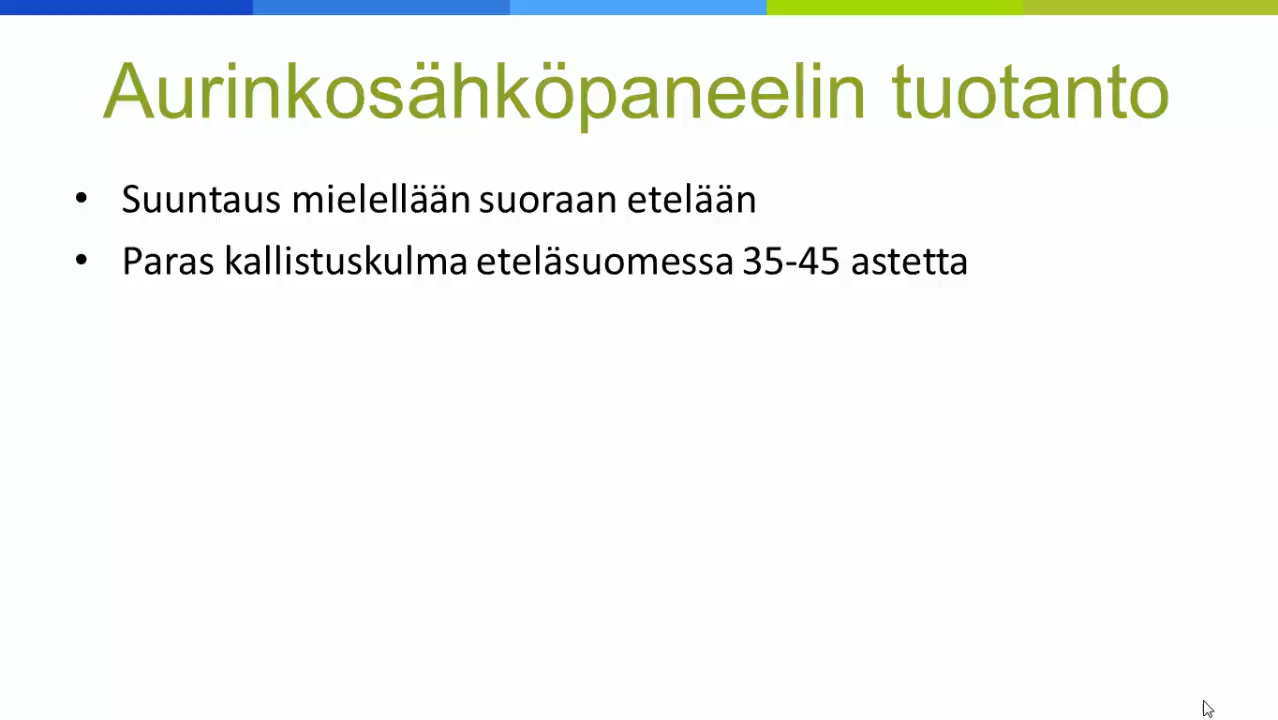 Aurinkosähköpaneelin tuotanto
• Suuntaus mielellään suoraan etelään
• Paras kallistuskulma eteläsuomessa 35-45 astetta